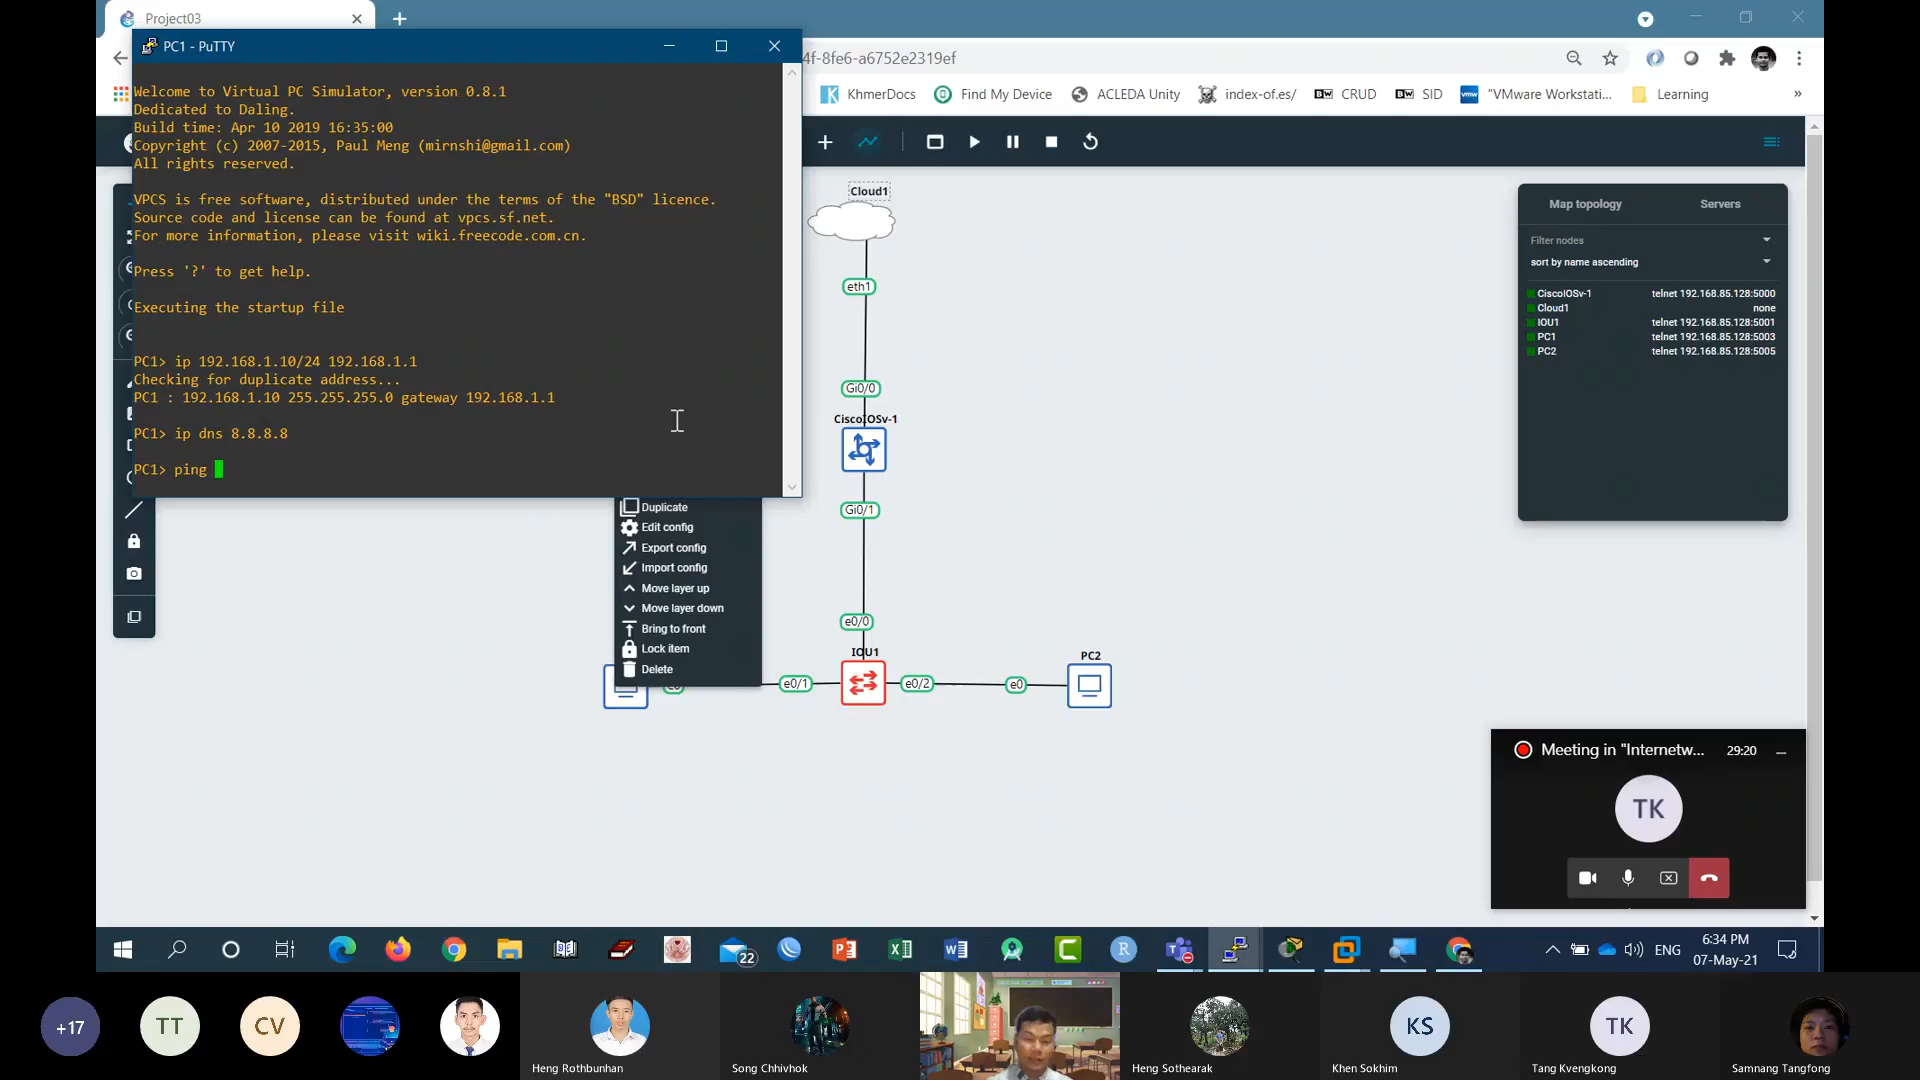 Project03
PC1 - PuTTY
4f-8fe6-a6752e2319ef
KhmerDocs
Find My Device
ACLEDA Unity
index-of.es/
BW CRUD
BW SID
vmw "VMware Workstati...
Learning
»
Welcome to Virtual PC Simulator, version 0.8.1
Dedicated to Daling.
Build time: Apr 10 2019 16:35:00
Copyright (c) 2007-2015, Paul Meng (mirnshi@gmail.com)
All rights reserved.
VPCS is free software, distributed under the terms of the "BSD" licence.
Source code and license can be found at vpcs.sf.net.
For more information, please visit wiki.freecode.com.cn.
Press '?' to get help.
Executing the startup file
PC1> ip 192.168.1.10/24 192.168.1.1
Checking for duplicate address...
PC1 : 192.168.1.10 255.255.255.0 gateway 192.168.1.1
PC1> ip dns 8.8.8.8
PC1> ping
Duplicate
Edit config
Export config
Import config
Move layer up
Move layer down
Bring to front
Lock item
Delete
Cloud1
eth1
Gi0/0
CiscoIOSv-1
Gi0/1
e0/0
IOU1
e0
e0/1
e0/2
e0
PC2
Map topology
Servers
Filter nodes
sort by name ascending
CiscoIOSv-1 telnet 192.168.85.128:5000
Cloud1 none
IOU1 telnet 192.168.85.128:5001
PC1 telnet 192.168.85.128:5003
PC2 telnet 192.168.85.128:5005
Meeting in "Internetw... 29:20
TK
22
ENG
6:34 PM
07-May-21
+17
TT
CV
KS
TK
Heng Rothbunhan
Song Chhivhok
Heng Sothearak
Khen Sokhim
Tang Kvengkong
Samnang Tangfong